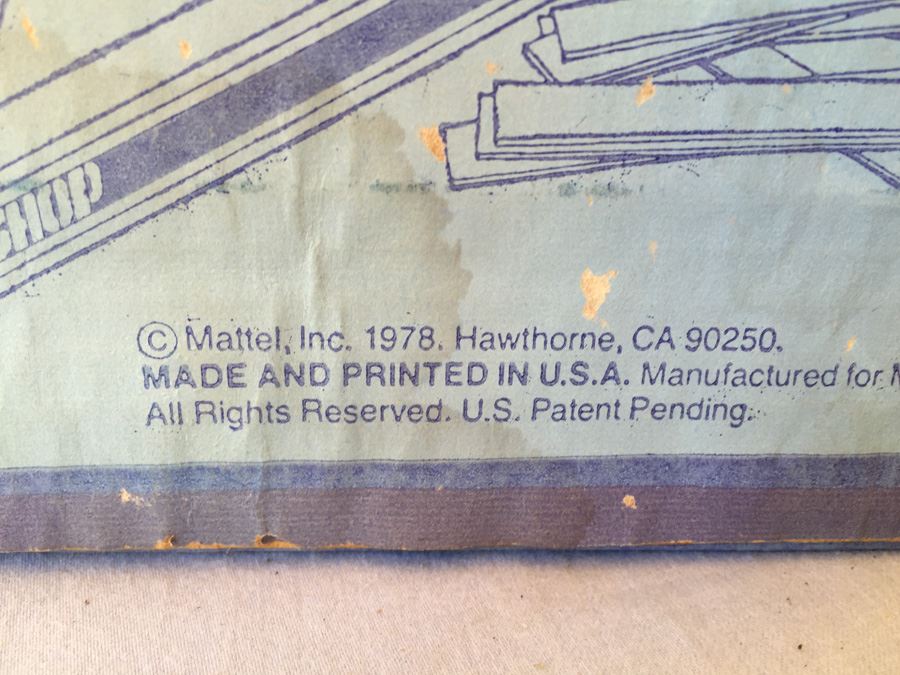 SHOP
© Mattel, Inc. 1978. Hawthorne, CA 90250.
MADE AND PRINTED IN U.S.A. Manufactured for M
All Rights Reserved. U.S. Patent Pending.